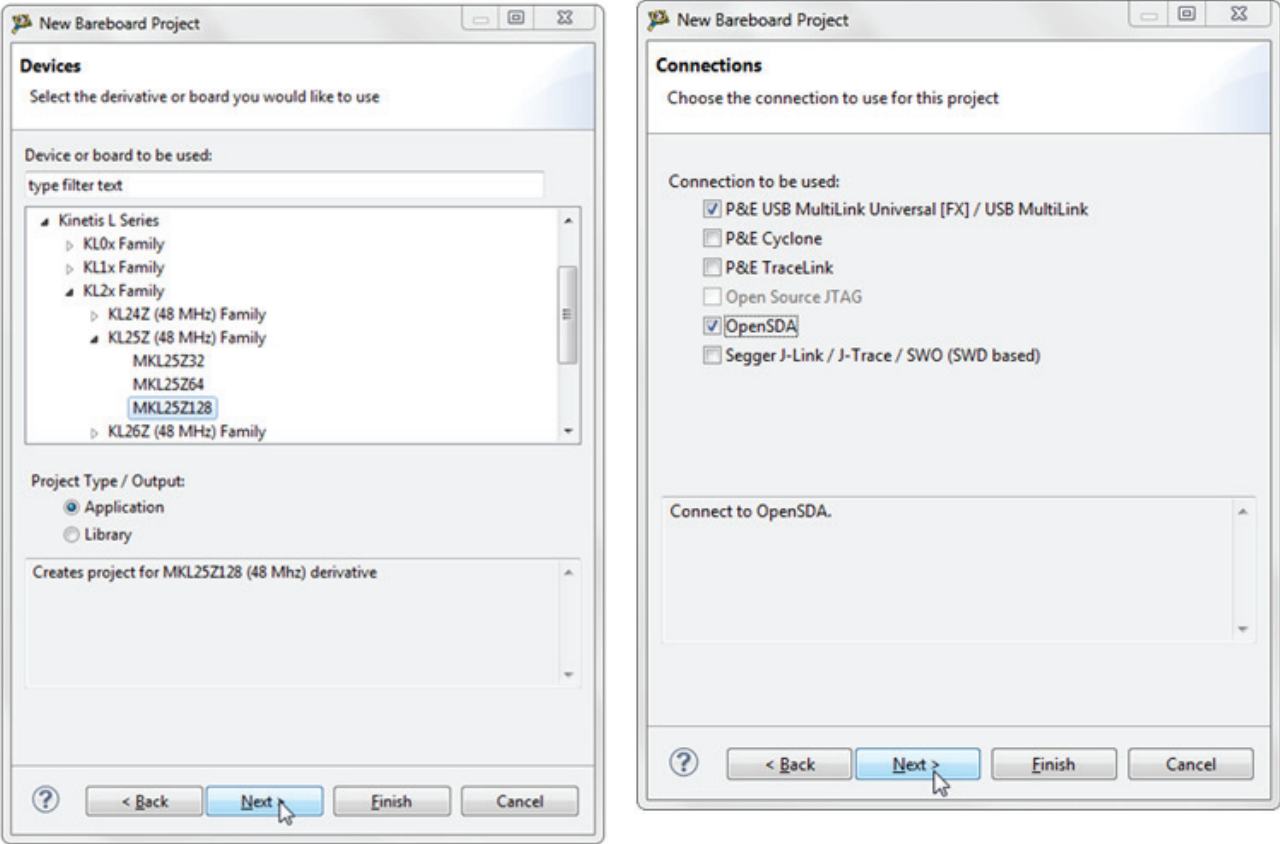 New Bareboard Project
Devices
Select the derivative or board you would like to use
Device or board to be used:
type filter text
Kinetis L Series
KL0x Family
KL1x Family
KL2x Family
KL24Z (48 MHz) Family
KL25Z (48 MHz) Family
MKL25Z32
MKL25Z64
MKL25Z128
KL26Z (48 MHz) Family
Project Type / Output:
Application
Library
Creates project for MKL25Z128 (48 Mhz) derivative
? < Back Next > Finish Cancel
New Bareboard Project
Connections
Choose the connection to use for this project
Connection to be used:
P&E USB MultiLink Universal [FX] / USB MultiLink
P&E Cyclone
P&E TraceLink
Open Source JTAG
OpenSDA
Segger J-Link / J-Trace / SWO (SWD based)
Connect to OpenSDA.
? < Back Next > Finish Cancel